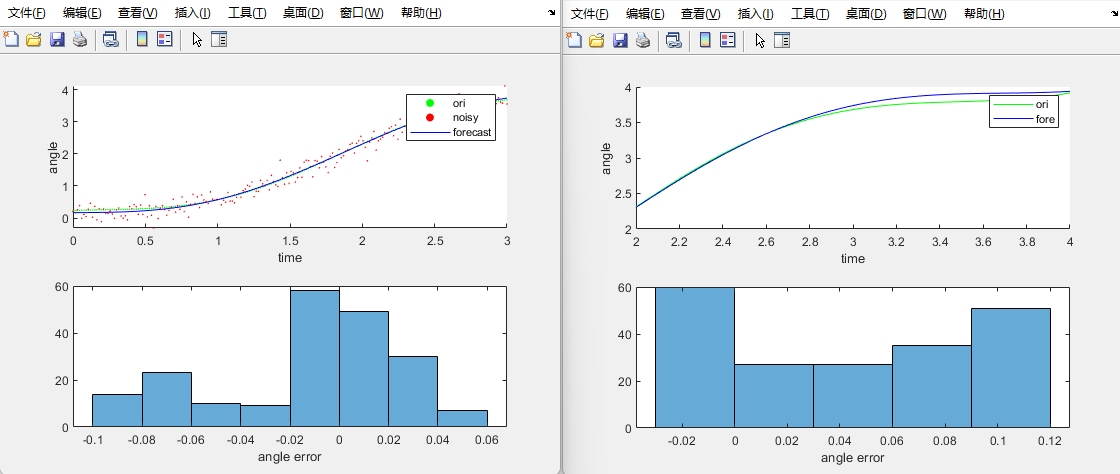 文件(F) 编辑(E) 查看(V) 插入(I) 工具(T) 桌面(D) 窗口(W) 帮助(H)
4
3
2
1
0
angle
ori
noisy
forecast
0 0.5 1 1.5 2 2.5 3
time
60
40
20
0
-0.1 -0.08 -0.06 -0.04 -0.02 0 0.02 0.04 0.06
angle error
文件(F) 编辑(E) 查看(V) 插入(I) 工具(T) 桌面(D) 窗口(W) 帮助(H)
4
3.5
3
2.5
2
angle
ori
fore
2 2.2 2.4 2.6 2.8 3 3.2 3.4 3.6 3.8 4
time
60
40
20
0
-0.02 0 0.02 0.04 0.06 0.08 0.1 0.12
angle error